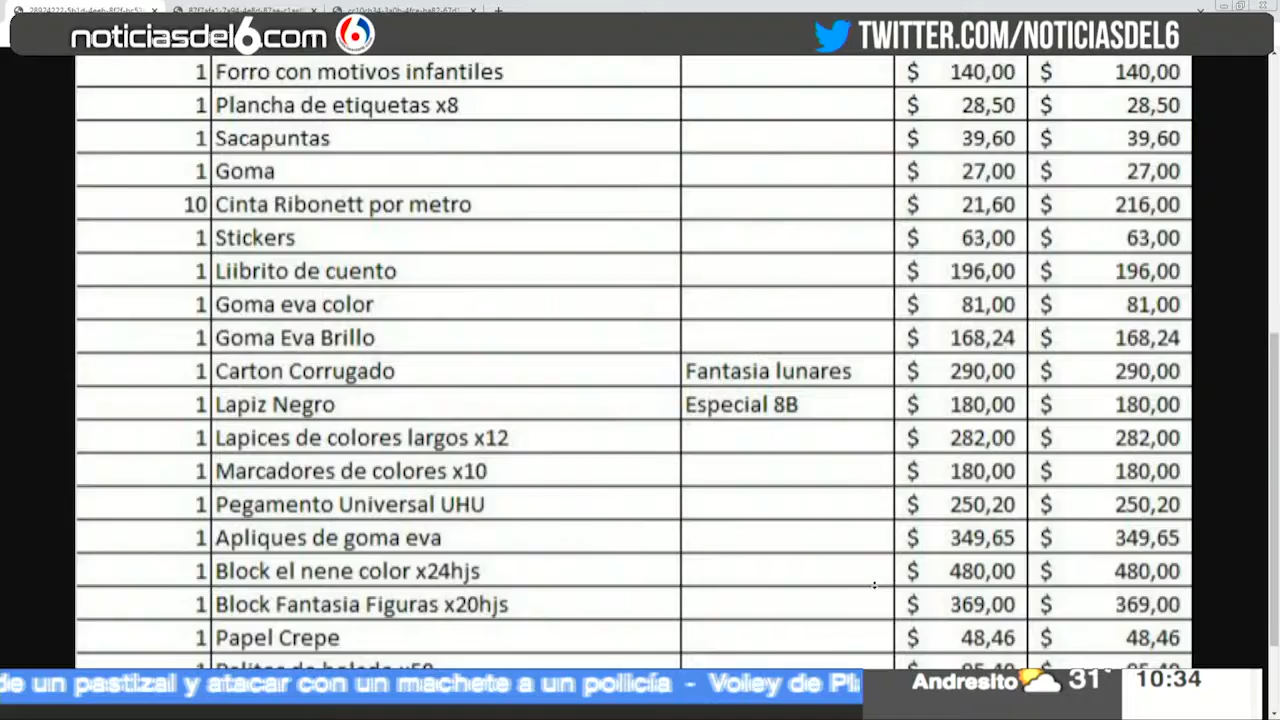 noticiasdel6.com
TWITTER.COM/NOTICIASDEL6
1 Forro con motivos infantiles $ 140,00 $ 140,00
1 Plancha de etiquetas x8 $ 28,50 $ 28,50
1 Sacapuntas $ 39,60 $ 39,60
1 Goma $ 27,00 $ 27,00
10 Cinta Ribonett por metro $ 21,60 $ 216,00
1 Stickers $ 63,00 $ 63,00
1 Liibrito de cuento $ 196,00 $ 196,00
1 Goma eva color $ 81,00 $ 81,00
1 Goma Eva Brillo $ 168,24 $ 168,24
1 Carton Corrugado Fantasia lunares $ 290,00 $ 290,00
1 Lapiz Negro Especial 8B $ 180,00 $ 180,00
1 Lapices de colores largos x12 $ 282,00 $ 282,00
1 Marcadores de colores x10 $ 180,00 $ 180,00
1 Pegamento Universal UHU $ 250,20 $ 250,20
1 Apliques de goma eva $ 349,65 $ 349,65
1 Block el nene color x24hjs $ 480,00 $ 480,00
1 Block Fantasia Figuras x20hjs $ 369,00 $ 369,00
1 Papel Crepe $ 48,46 $ 48,46
de un pastizal y atacar con un machete a un policía - Voley de
Andresito 31° 10:34